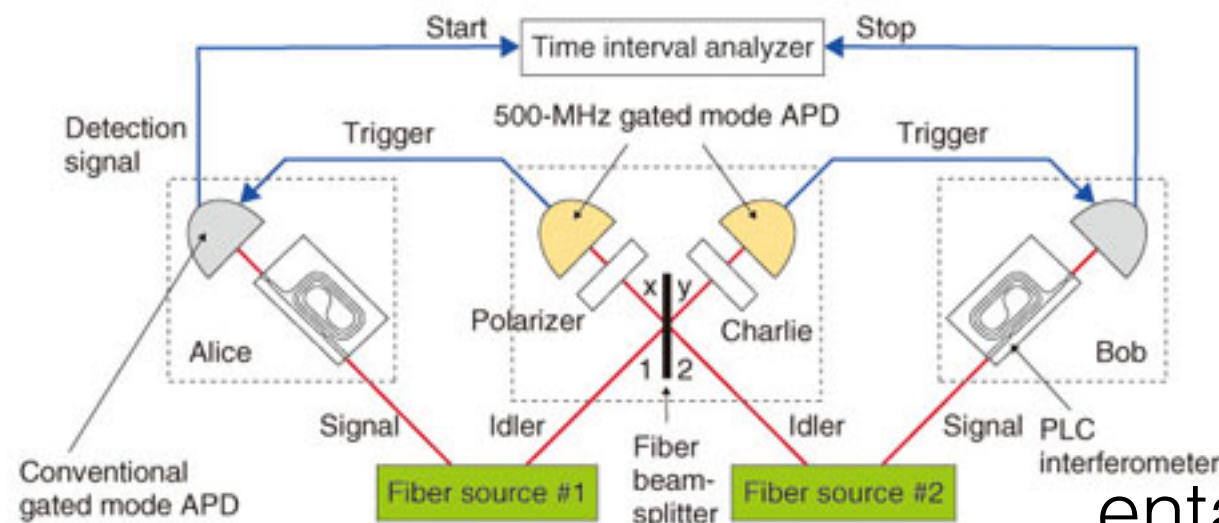 Start
Time interval analyzer
Stop
500-MHz gated mode APD
Detection
signal
Trigger
Trigger
x
y
Polarizer
Charlie
Alice
1
2
Bob
Signal
Idler
Idler
Signal
PLC
interferometer
Fiber
beam-
splitter
Conventional
gated mode APD
Fiber source #1
Fiber source #2
enta